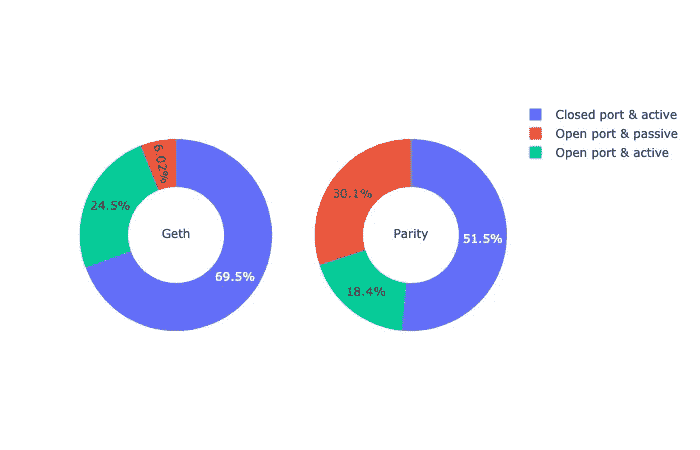 Closed port & active
Open port & passive
Open port & active
6.02%
24.5%
Geth
69.5%
30.1%
Parity
51.5%
18.4%